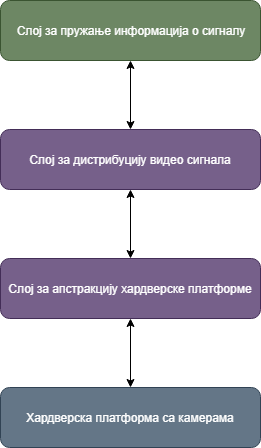 Слој за пружање информација о сигналу
Слој за дистрибуцију видео сигнала
Слој за апстракцију хардверске платформе
Хардверска платформа са камерама